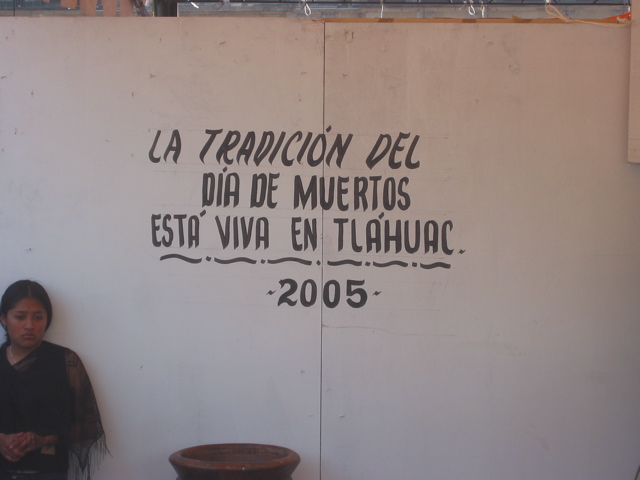 LA TRADICIÓN DEL
DÍA DE MUERTOS
ESTÁ VIVA EN TLÁHUAC.
-2005-